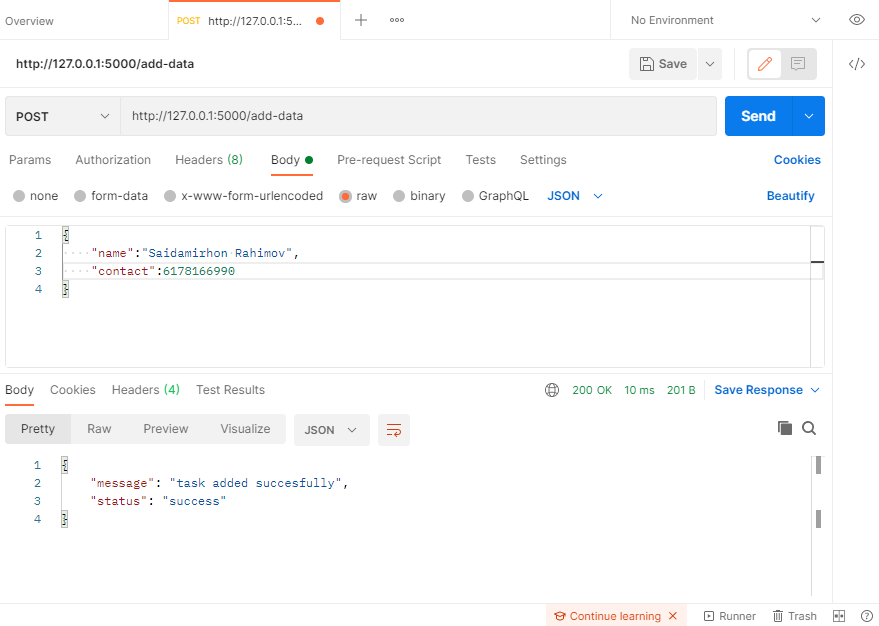 Overview
POST http://127.0.0.1:5... 
No Environment
http://127.0.0.1:5000/add-data
Save
POST http://127.0.0.1:5000/add-data Send
Params Authorization Headers (8) Body Pre-request Script Tests Settings Cookies
none form-data x-www-form-urlencoded raw binary GraphQL JSON Beautify
1 {
2 ····"name":"Saidamirhon·Rahimov",
3 ····"contact":6178166990
4 }
Body Cookies Headers (4) Test Results 200 OK 10 ms 201 B Save Response
Pretty Raw Preview Visualize JSON
1 {
2 "message": "task added succesfully",
3 "status": "success"
4 }
Continue learning Runner Trash